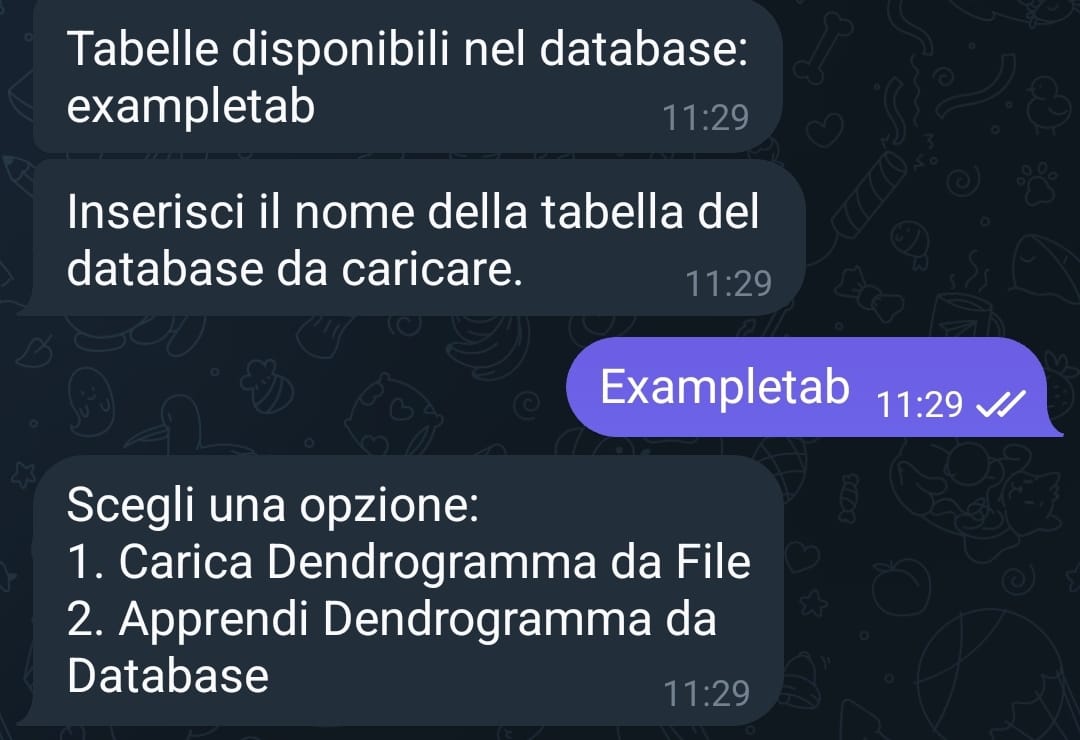 Tabelle disponibili nel database:
exampletab
11:29
Inserisci il nome della tabella del
database da caricare.
11:29
Exampletab
11:29
Scegli una opzione:
1. Carica Dendrogramma da File
2. Apprendi Dendrogramma da
Database
11:29